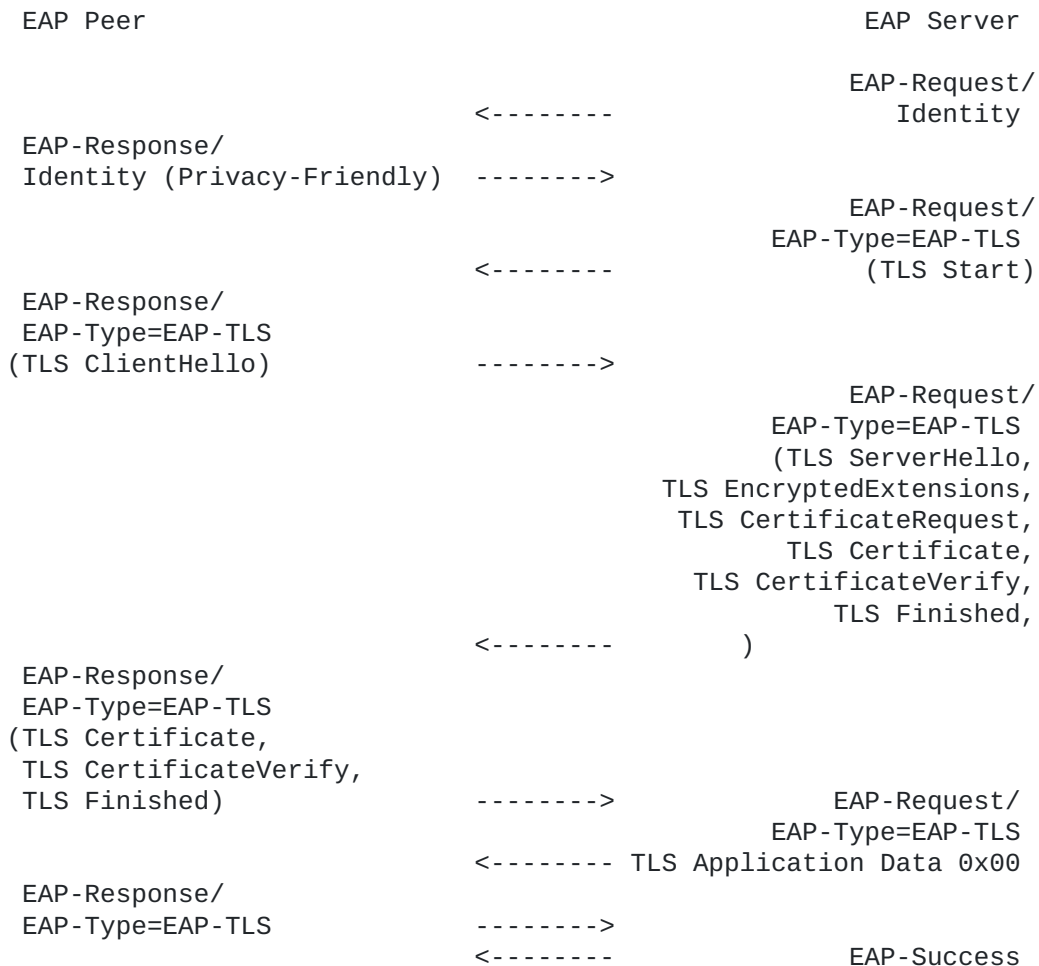 EAP Peer                                              EAP Server

                                                     EAP-Request/
                              <--------                  Identity
 EAP-Response/
 Identity (Privacy-Friendly)  -------->
                                                     EAP-Request/
                                                EAP-Type=EAP-TLS
                              <--------                (TLS Start)
 EAP-Response/
 EAP-Type=EAP-TLS
(TLS ClientHello)             -------->
                                                     EAP-Request/
                                                EAP-Type=EAP-TLS
                                                (TLS ServerHello,
                                         TLS EncryptedExtensions,
                                          TLS CertificateRequest,
                                                 TLS Certificate,
                                           TLS CertificateVerify,
                                                    TLS Finished,
                              <--------        )
 EAP-Response/
 EAP-Type=EAP-TLS
(TLS Certificate,
 TLS CertificateVerify,
 TLS Finished)                -------->              EAP-Request/
                                                EAP-Type=EAP-TLS
                              <-------- TLS Application Data 0x00
 EAP-Response/
 EAP-Type=EAP-TLS             -------->
                              <--------               EAP-Success